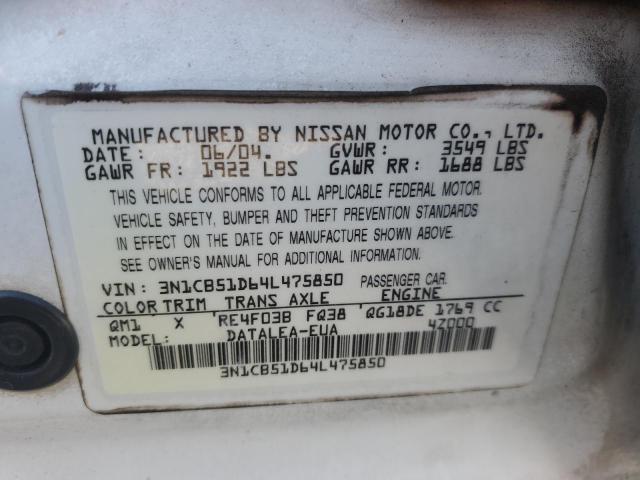 MANUFACTURED BY NISSAN MOTOR CO., LTD.
DATE: 06/04. GVWR: 3549 LBS
GAWR FR: 1922 LBS GAWR RR: 1688 LBS
THIS VEHICLE CONFORMS TO ALL APPLICABLE FEDERAL MOTOR.
VEHICLE SAFETY, BUMPER AND THEFT PREVENTION STANDARDS
IN EFFECT ON THE DATE OF MANUFACTURE SHOWN ABOVE.
SEE OWNER'S MANUAL FOR ADDITIONAL INFORMATION.
VIN: 3N1CB51D64L475850 PASSENGER CAR.
COLOR TRIM TRANS AXLE ENGINE
QM1 X RE4F03B FQ38 QG18DE 1769 CC
MODEL: DATALEA-EUA 4Z000
3N1CB51D64L475850